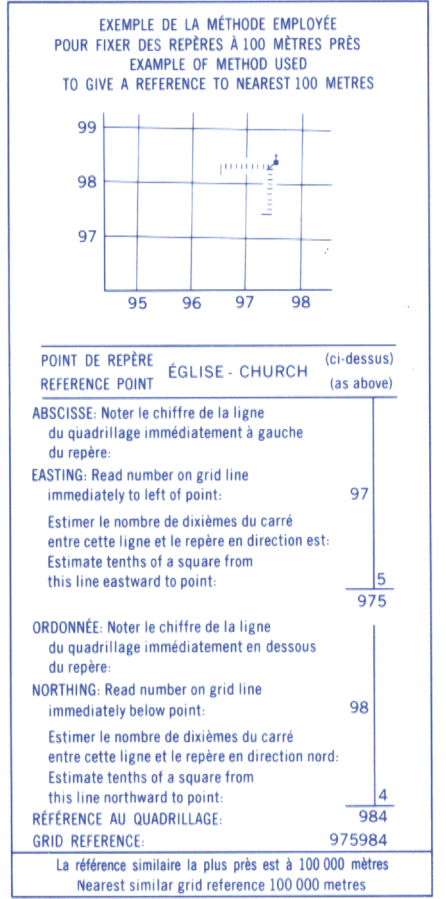 EXEMPLE DE LA MÉTHODE EMPLOYÉE
POUR FIXER DES REPÈRES À 100 MÈTRES PRÈS
EXAMPLE OF METHOD USED
TO GIVE A REFERENCE TO NEAREST 100 METRES
99
98
97
95 96 97 98
POINT DE REPÈRE
REFERENCE POINT
ÉGLISE - CHURCH
(ci-dessus)
(as above)
ABSCISSE: Noter le chiffre de la ligne
du quadrillage immédiatement à gauche
du repère:
EASTING: Read number on grid line
immediately to left of point: 97
Estimer le nombre de dixièmes du carré
entre cette ligne et le repère en direction est:
Estimate tenths of a square from
this line eastward to point: 5
975
ORDONNÉE: Noter le chiffre de la ligne
du quadrillage immédiatement en dessous
du repère:
NORTHING: Read number on grid line
immediately below point: 98
Estimer le nombre de dixièmes du carré
entre cette ligne et le repère en direction nord:
Estimate tenths of a square from
this line northward to point: 4
RÉFÉRENCE AU QUADRILLAGE: 984
GRID REFERENCE: 975984
La référence similaire la plus près est à 100 000 mètres
Nearest similar grid reference 100 000 metres